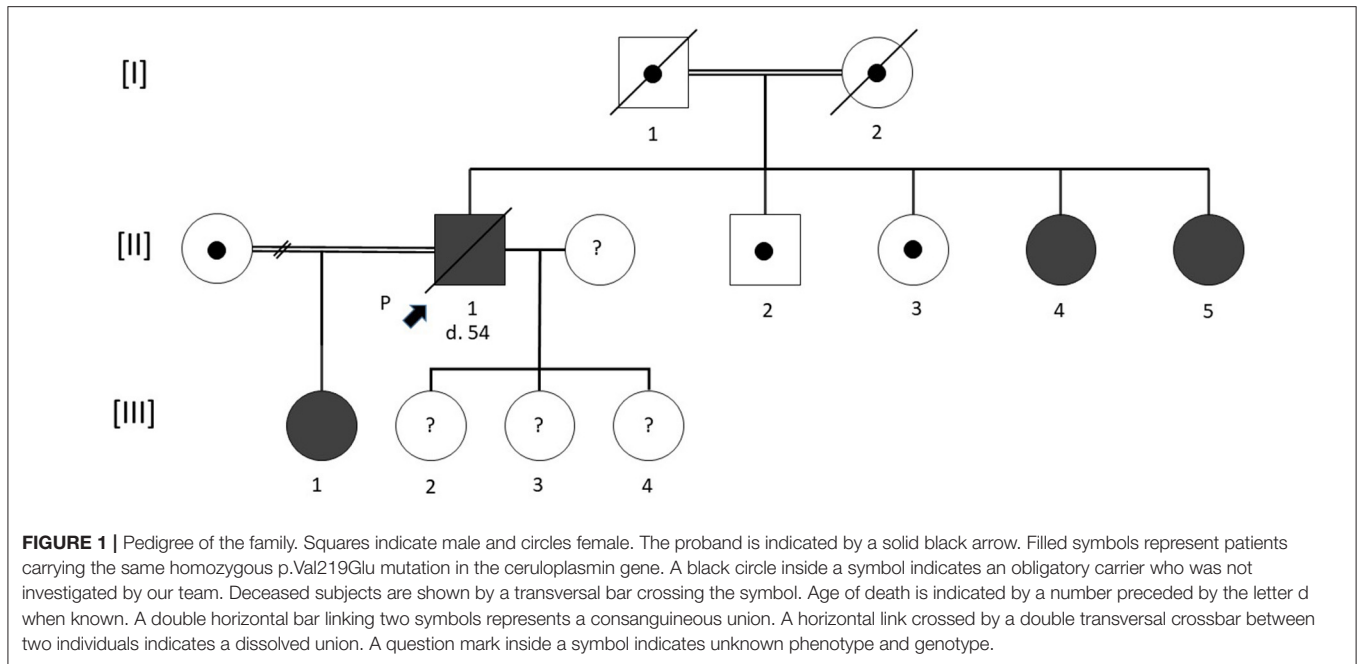 [I]
1
2
[II]
?
P
1
d. 54
2
3
4
5
[III]
?
?
?
1
2
3
4
FIGURE 1 | Pedigree of the family. Squares indicate male and circles female. The proband is indicated by a solid black arrow. Filled symbols represent patients
carrying the same homozygous p.Val219Glu mutation in the ceruloplasmin gene. A black circle inside a symbol indicates an obligatory carrier who was not
investigated by our team. Deceased subjects are shown by a transversal bar crossing the symbol. Age of death is indicated by a number preceded by the letter d
when known. A double horizontal bar linking two symbols represents a consanguineous union. A horizontal link crossed by a double transversal crossbar between
two individuals indicates a dissolved union. A question mark inside a symbol indicates unknown phenotype and genotype.